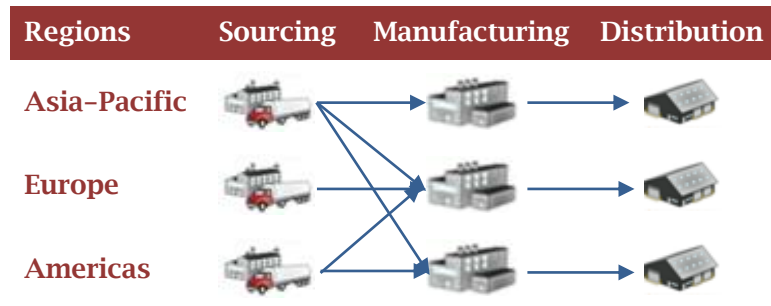 Regions Sourcing Manufacturing Distribution
Asia-Pacific
Europe
Americas